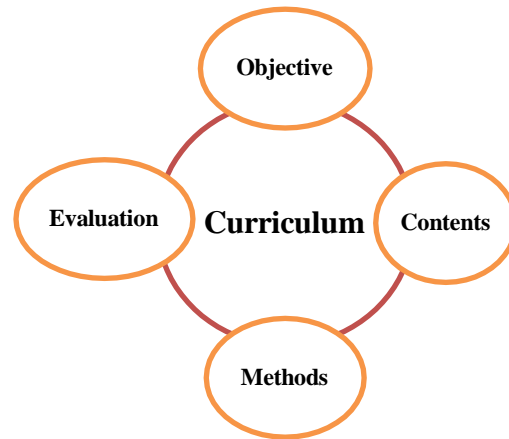 Objective
Evaluation
Curriculum
Contents
Methods